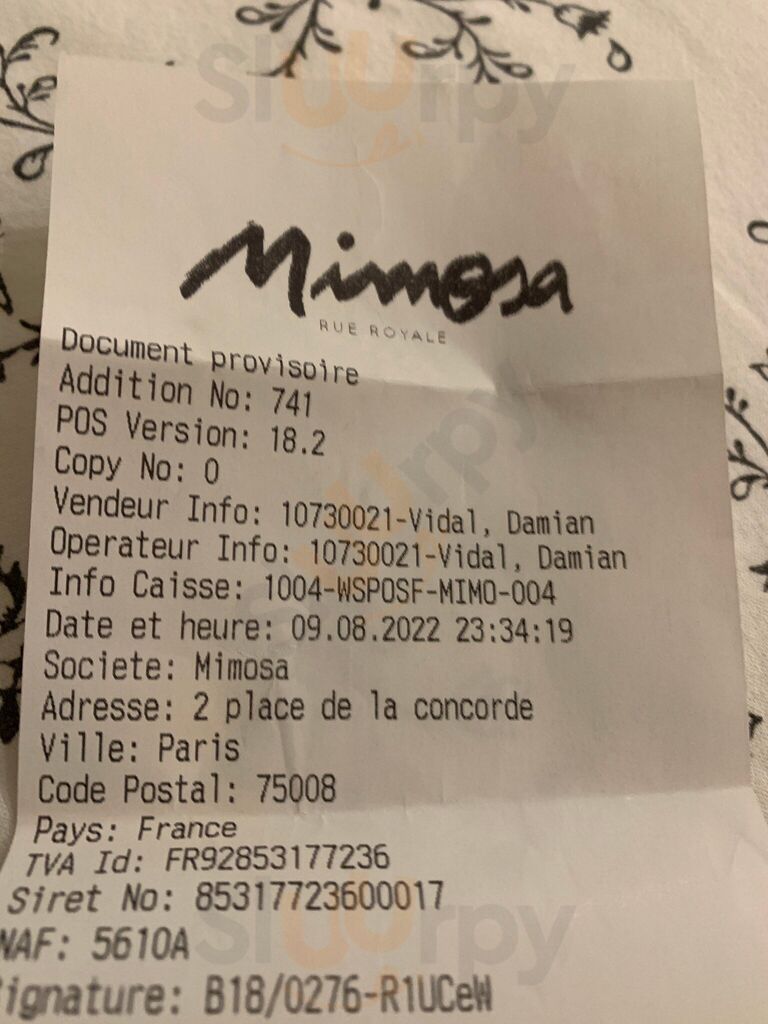 Sluurpy
Mimosa
RUE ROYALE
Document provisoire
Addition No: 741
POS Version: 18.2
Copy No: 0
Vendeur Info: 10730021-Vidal, Damian
Operateur Info: 10730021-Vidal, Damian
Info Caisse: 1004-WSPOSF-MIMO-004
Date et heure: 09.08.2022 23:34:19
Societe: Mimosa
Adresse: 2 place de la concorde
Ville: Paris
Code Postal: 75008
Pays: France
TVA Id: FR92853177236
Siret No: 85317723600017
NAF: 5610A
ignature: B18/0276-R1UCeW
Sluurpy